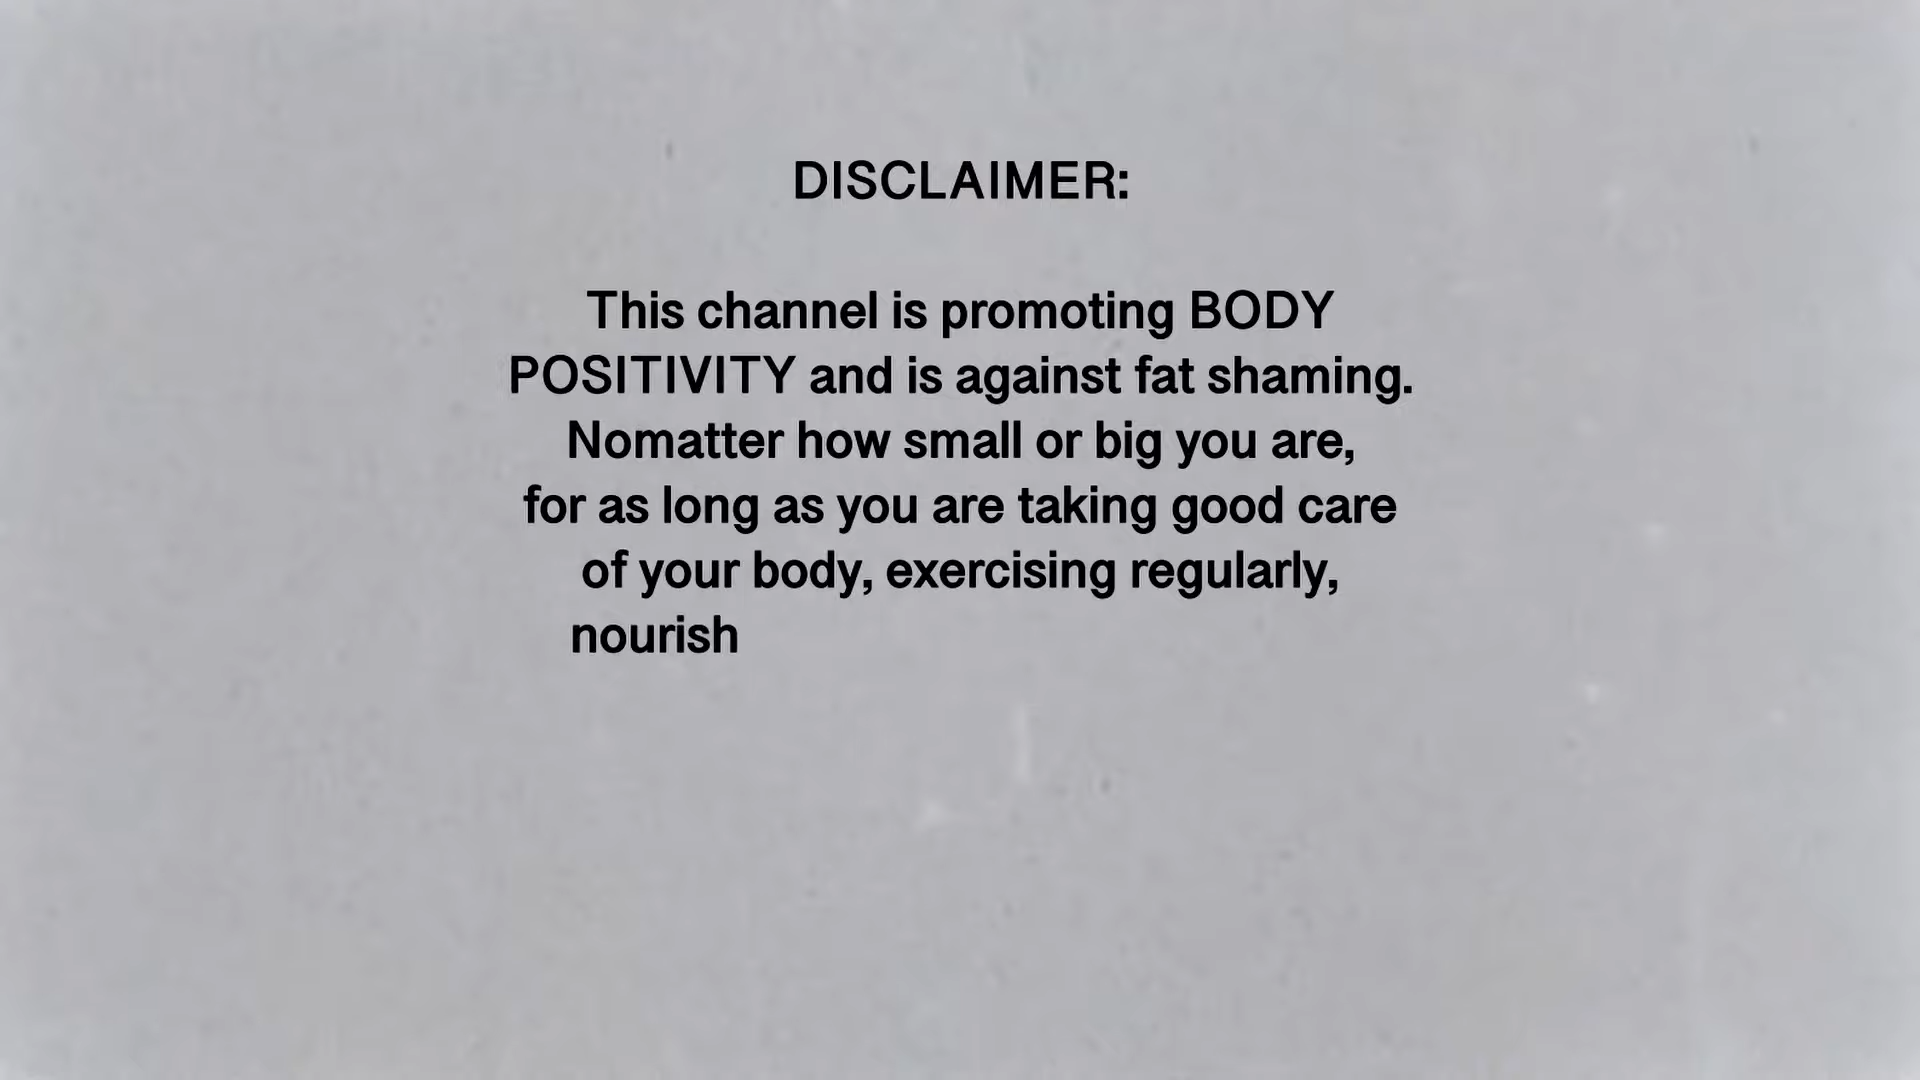 DISCLAIMER:
This channel is promoting BODY
POSITIVITY and is against fat shaming.
Nomatter how small or big you are,
for as long as you are taking good care
of your body, exercising regularly,
nourish